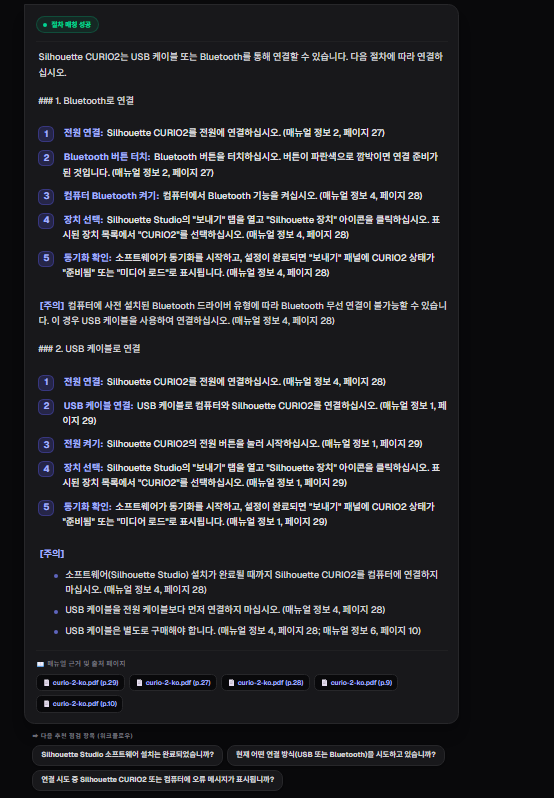 절차 매칭 성공
Silhouette CURIO2는 USB 케이블 또는 Bluetooth를 통해 연결할 수 있습니다. 다음 절차에 따라 연결하
십시오.
### 1. Bluetooth로 연결
1 전원 연결: Silhouette CURIO2를 전원에 연결하십시오. (매뉴얼 정보 2, 페이지 27)
2 Bluetooth 버튼 터치: Bluetooth 버튼을 터치하십시오. 버튼이 파란색으로 깜박이면 연결 준비가
된 것입니다. (매뉴얼 정보 2, 페이지 27)
3 컴퓨터 Bluetooth 켜기: 컴퓨터에서 Bluetooth 기능을 켜십시오. (매뉴얼 정보 4, 페이지 28)
4 장치 선택: Silhouette Studio의 "보내기" 탭을 열고 "Silhouette 장치" 아이콘을 클릭하십시오. 표
시된 장치 목록에서 "CURIO2"를 선택하십시오. (매뉴얼 정보 4, 페이지 28)
5 동기화 확인: 소프트웨어가 동기화를 시작하고, 설정이 완료되면 "보내기" 패널에 CURIO2 상태가
"준비됨" 또는 "미디어 로드"로 표시됩니다. (매뉴얼 정보 4, 페이지 28)
[주의] 컴퓨터에 사전 설치된 Bluetooth 드라이버 유형에 따라 Bluetooth 무선 연결이 불가능할 수 있습니
다. 이 경우 USB 케이블을 사용하여 연결하십시오. (매뉴얼 정보 4, 페이지 28)
### 2. USB 케이블로 연결
1 전원 연결: Silhouette CURIO2를 전원에 연결하십시오. (매뉴얼 정보 4, 페이지 28)
2 USB 케이블 연결: USB 케이블로 컴퓨터와 Silhouette CURIO2를 연결하십시오. (매뉴얼 정보 1, 페
이지 29)
3 전원 켜기: Silhouette CURIO2의 전원 버튼을 눌러 시작하십시오. (매뉴얼 정보 1, 페이지 29)
4 장치 선택: Silhouette Studio의 "보내기" 탭을 열고 "Silhouette 장치" 아이콘을 클릭하십시오. 표
시된 장치 목록에서 "CURIO2"를 선택하십시오. (매뉴얼 정보 1, 페이지 29)
5 동기화 확인: 소프트웨어가 동기화를 시작하고, 설정이 완료되면 "보내기" 패널에 CURIO2 상태가
"준비됨" 또는 "미디어 로드"로 표시됩니다. (매뉴얼 정보 1, 페이지 29)
[주의]
소프트웨어(Silhouette Studio) 설치가 완료될 때까지 Silhouette CURIO2를 컴퓨터에 연결하지
마십시오. (매뉴얼 정보 4, 페이지 28)
USB 케이블을 전원 케이블보다 먼저 연결하지 마십시오. (매뉴얼 정보 4, 페이지 28)
USB 케이블은 별도로 구매해야 합니다. (매뉴얼 정보 4, 페이지 28; 매뉴얼 정보 6, 페이지 10)
매뉴얼 근거 및 출처 페이지
curio-2-ko.pdf (p.29) curio-2-ko.pdf (p.27) curio-2-ko.pdf (p.28) curio-2-ko.pdf (p.9)
curio-2-ko.pdf (p.10)
다음 추천 점검 항목 (워크플로우)
Silhouette Studio 소프트웨어 설치는 완료되었습니까? 현재 어떤 연결 방식(USB 또는 Bluetooth)을 시도하고 있습니까?
연결 시도 중 Silhouette CURIO2 또는 컴퓨터에 오류 메시지가 표시됩니까?